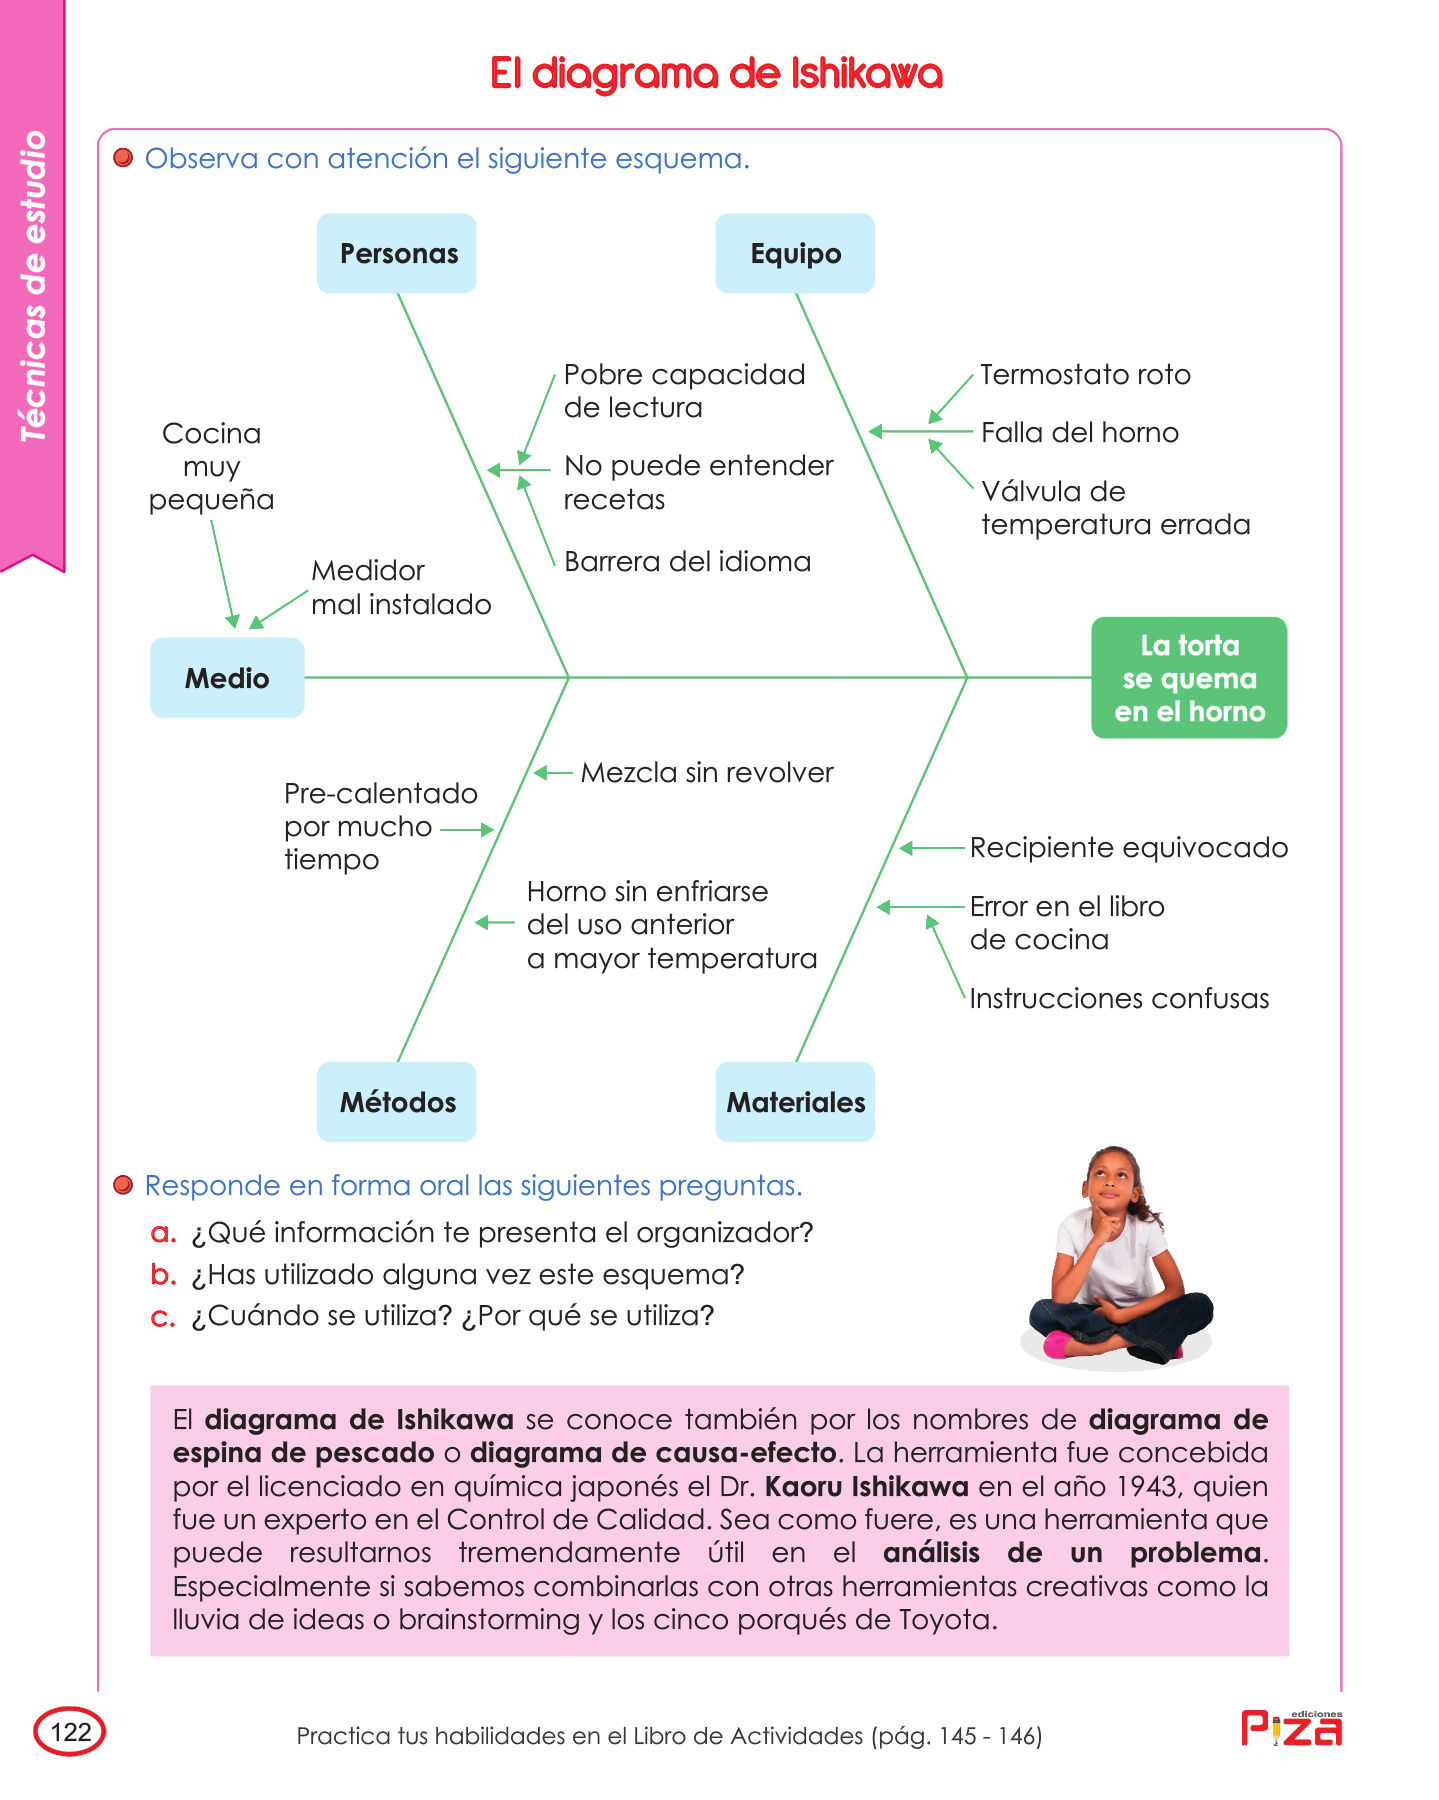 El diagrama de Ishikawa
Técnicas de estudio
Observa con atención el siguiente esquema.
Personas
Equipo
Pobre capacidad
de lectura
No puede entender
recetas
Barrera del idioma
Termostato roto
Falla del horno
Válvula de
temperatura errada
Cocina
muy
pequeña
Medidor
mal instalado
Medio
La torta
se quema
en el horno
Mezcla sin revolver
Pre-calentado
por mucho
tiempo
Horno sin enfriarse
del uso anterior
a mayor temperatura
Recipiente equivocado
Error en el libro
de cocina
Instrucciones confusas
Métodos
Materiales
Responde en forma oral las siguientes preguntas.
a. ¿Qué información te presenta el organizador?
b. ¿Has utilizado alguna vez este esquema?
c. ¿Cuándo se utiliza? ¿Por qué se utiliza?
El diagrama de Ishikawa se conoce también por los nombres de diagrama de
espina de pescado o diagrama de causa-efecto. La herramienta fue concebida
por el licenciado en química japonés el Dr. Kaoru Ishikawa en el año 1943, quien
fue un experto en el Control de Calidad. Sea como fuere, es una herramienta que
puede resultarnos tremendamente útil en el análisis de un problema.
Especialmente si sabemos combinarlas con otras herramientas creativas como la
lluvia de ideas o brainstorming y los cinco porqués de Toyota.
122
Practica tus habilidades en el Libro de Actividades (pág. 145 - 146)
ediciones
Piza